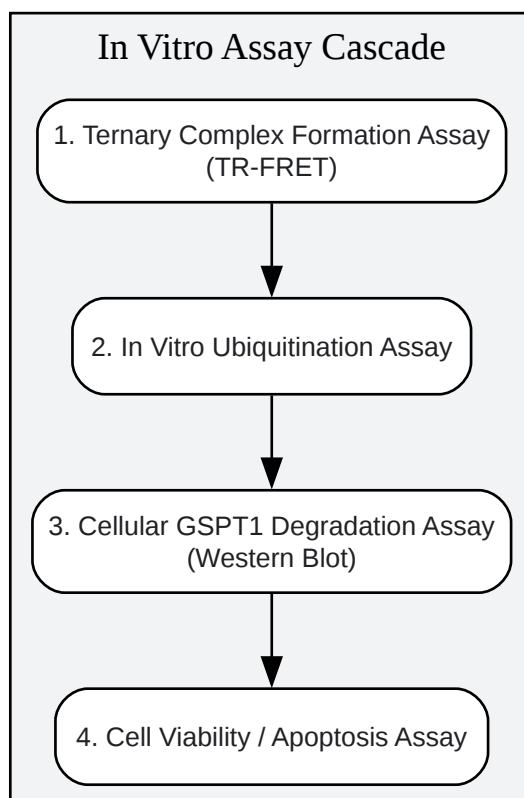 In Vitro Assay Cascade
1. Ternary Complex Formation Assay
(TR-FRET)
2. In Vitro Ubiquitination Assay
3. Cellular GSPT1 Degradation Assay
(Western Blot)
4. Cell Viability / Apoptosis Assay